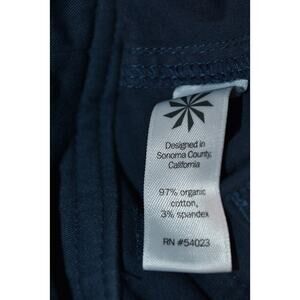 Designed in
Sonoma County,
California
97% organic
cotton,
3% spandex
RN #54023